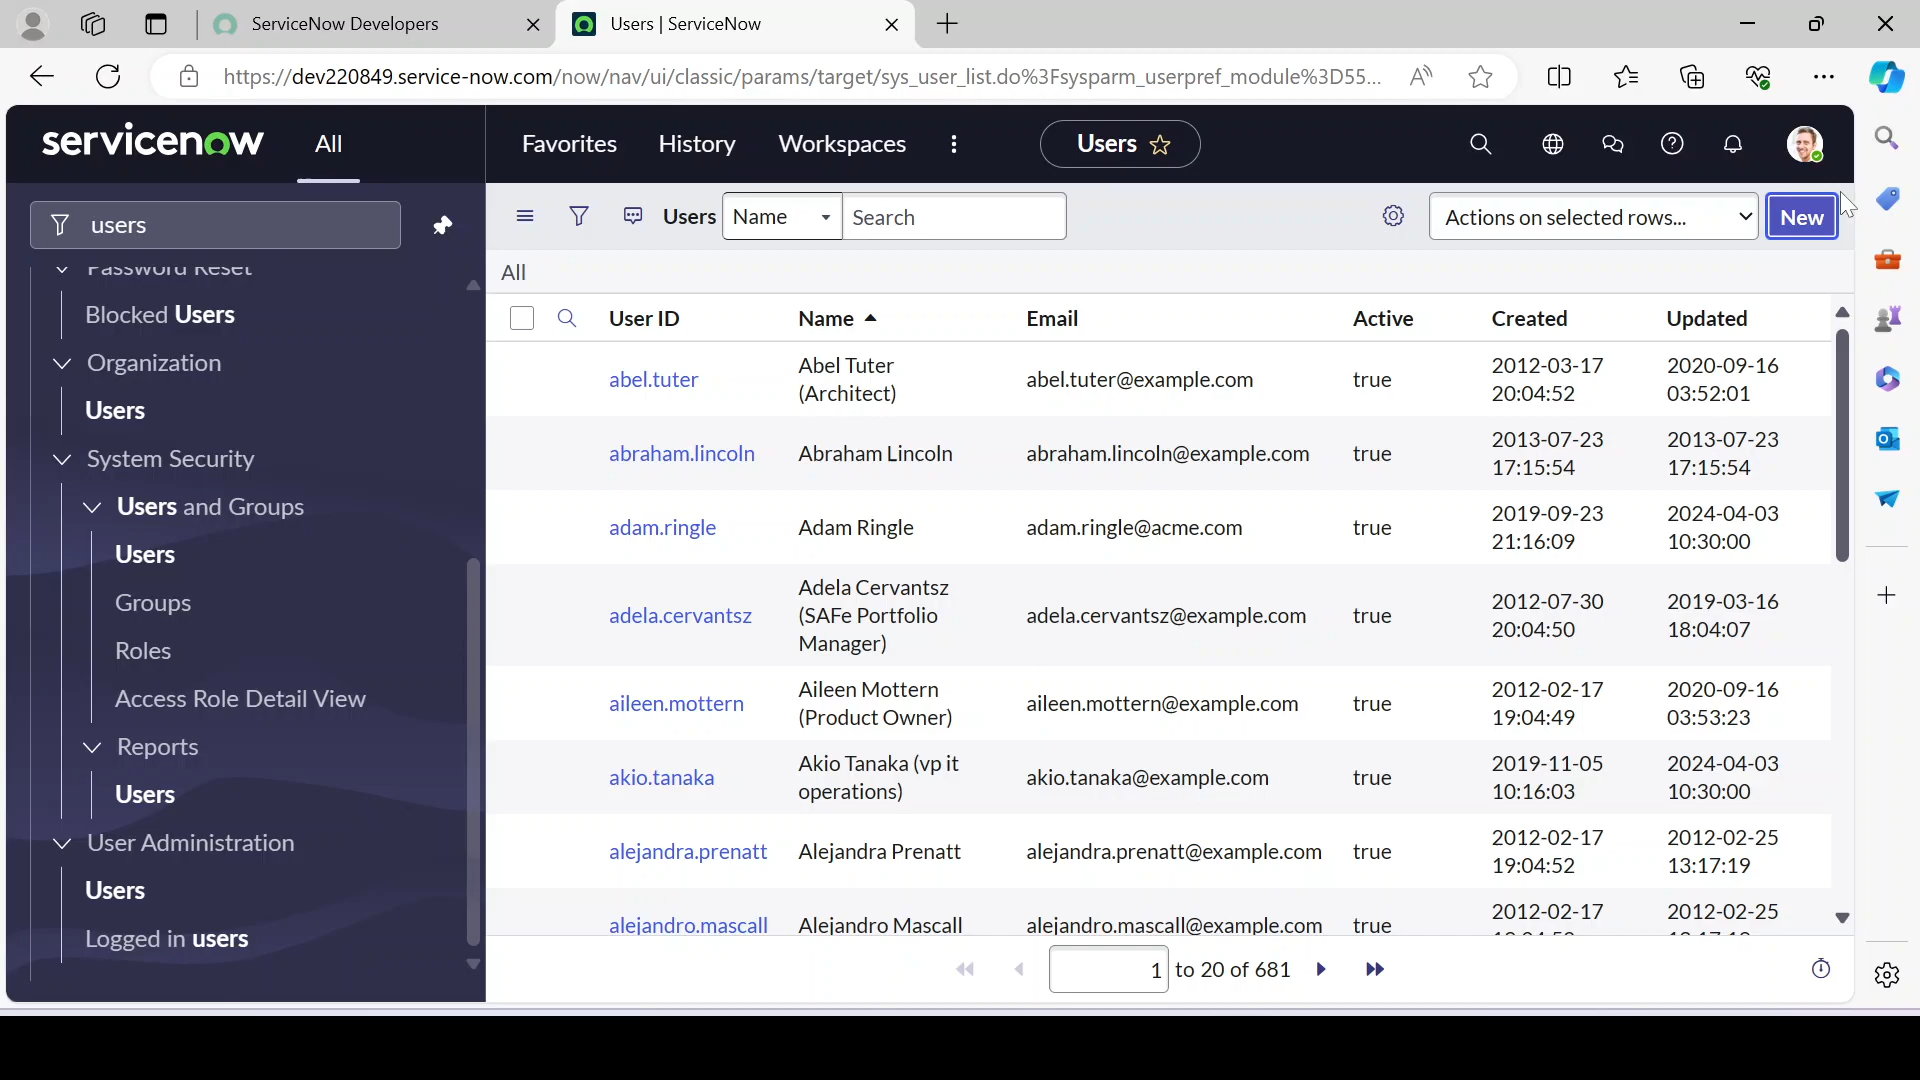 ServiceNow Developers
Users | ServiceNow
https://dev220849.service-now.com/now/nav/ui/classic/params/target/sys_user_list.do%3Fsysparm_userpref_module%3D55...
servicenow
All
Favorites
History
Workspaces
Users
users
Users
Name
Search
Actions on selected rows...
New
Password Reset
Blocked Users
Organization
Users
System Security
Users and Groups
Users
Groups
Roles
Access Role Detail View
Reports
Users
User Administration
Users
Logged in users
All
User ID
Name
Email
Active
Created
Updated
abel.tuter
Abel Tuter
(Architect)
abel.tuter@example.com
true
2012-03-17
20:04:52
2020-09-16
03:52:01
abraham.lincoln
Abraham Lincoln
abraham.lincoln@example.com
true
2013-07-23
17:15:54
2013-07-23
17:15:54
adam.ringle
Adam Ringle
adam.ringle@acme.com
true
2019-09-23
21:16:09
2024-04-03
10:30:00
adela.cervantsz
Adela Cervantsz
(SAFe Portfolio
Manager)
adela.cervantsz@example.com
true
2012-07-30
20:04:50
2019-03-16
18:04:07
aileen.mottern
Aileen Mottern
(Product Owner)
aileen.mottern@example.com
true
2012-02-17
19:04:49
2020-09-16
03:53:23
akio.tanaka
Akio Tanaka (vp it
operations)
akio.tanaka@example.com
true
2019-11-05
10:16:03
2024-04-03
10:30:00
alejandra.prenatt
Alejandra Prenatt
alejandra.prenatt@example.com
true
2012-02-17
19:04:52
2012-02-25
13:17:19
alejandro.mascall
Alejandro Mascall
alejandro.mascall@example.com
true
2012-02-17
2012-02-25
1 to 20 of 681